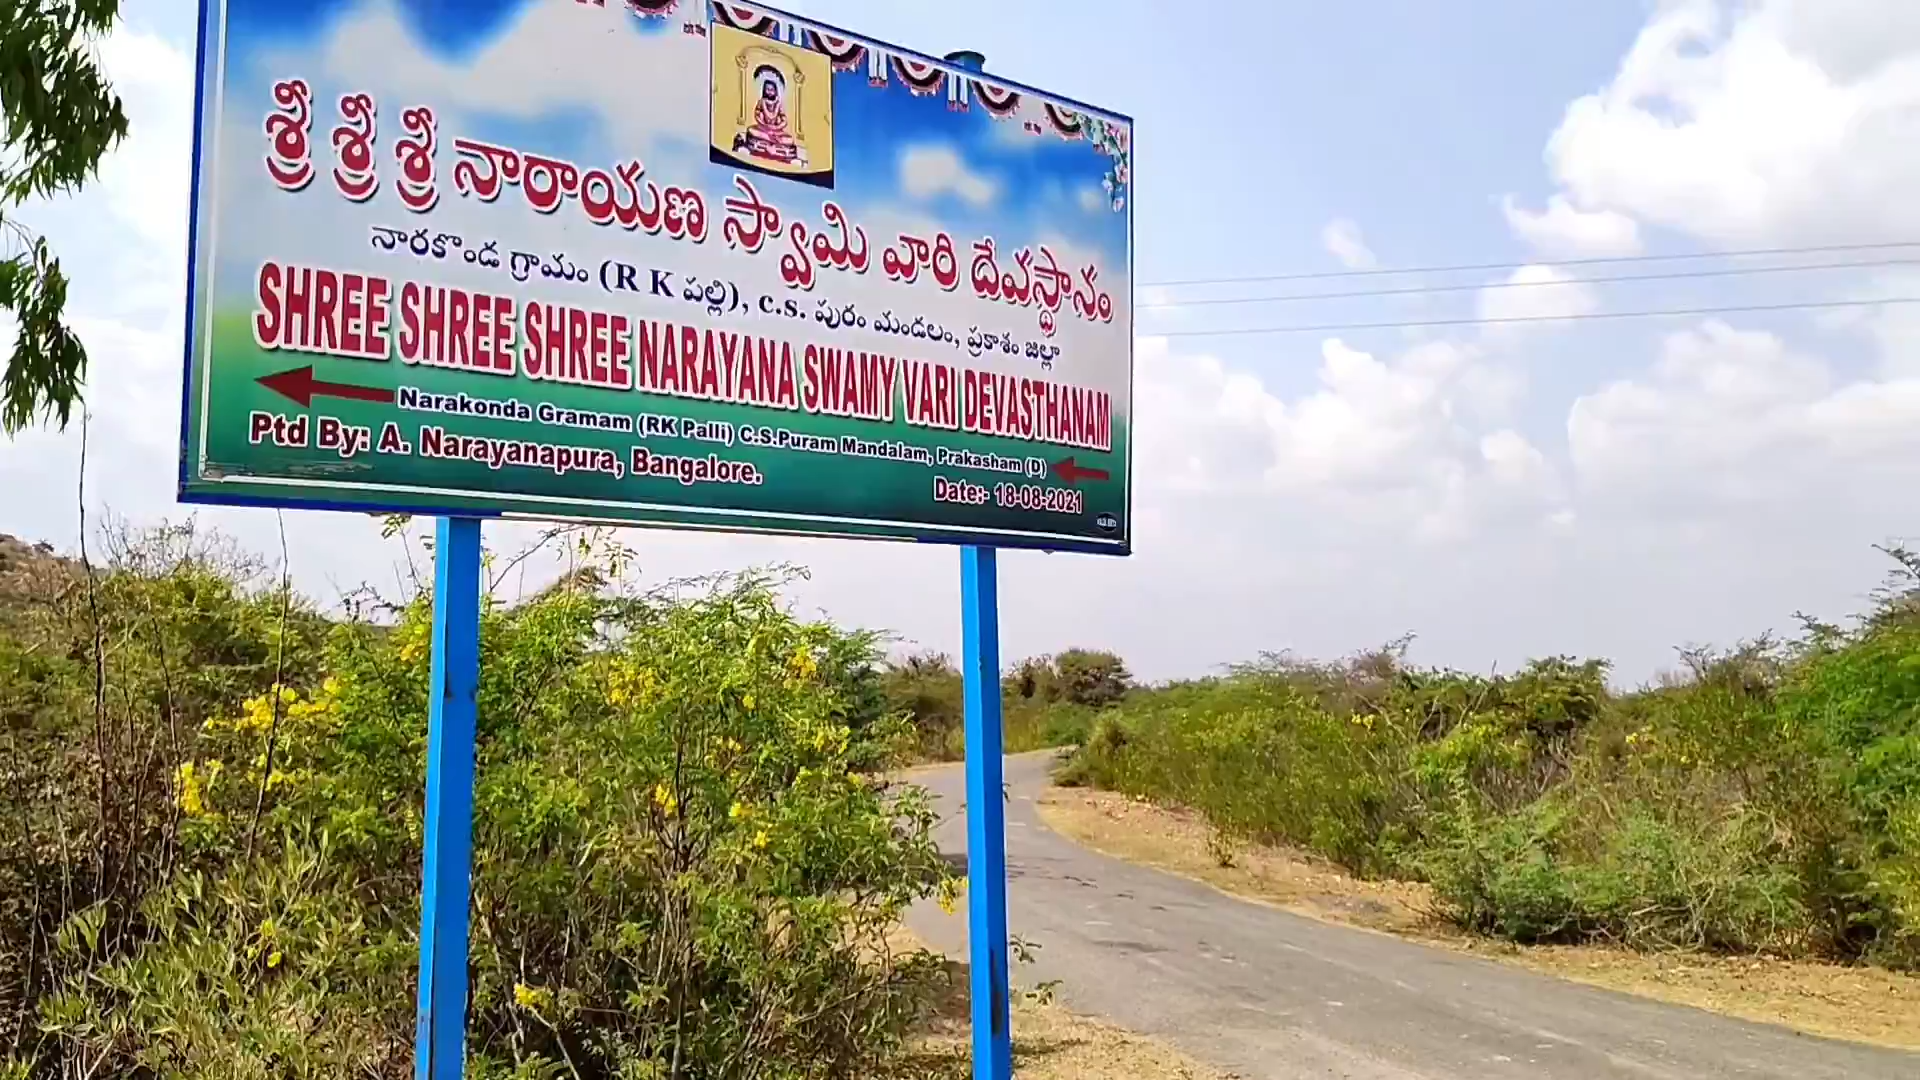 శ్రీ శ్రీ శ్రీ నారాయణ స్వామి వారి దేవస్థానం
నారకొండ గ్రామం (R K పల్లి), C.S. పురం మండలం, ప్రకాశం జిల్లా
SHREE SHREE SHREE NARAYANA SWAMY VARI DEVASTHANAM
Narakonda Gramam (RK Palli) C.S.Puram Mandalam, Prakasham (D)
Ptd By: A. Narayanapura, Bangalore.
Date:- 18-08-2021